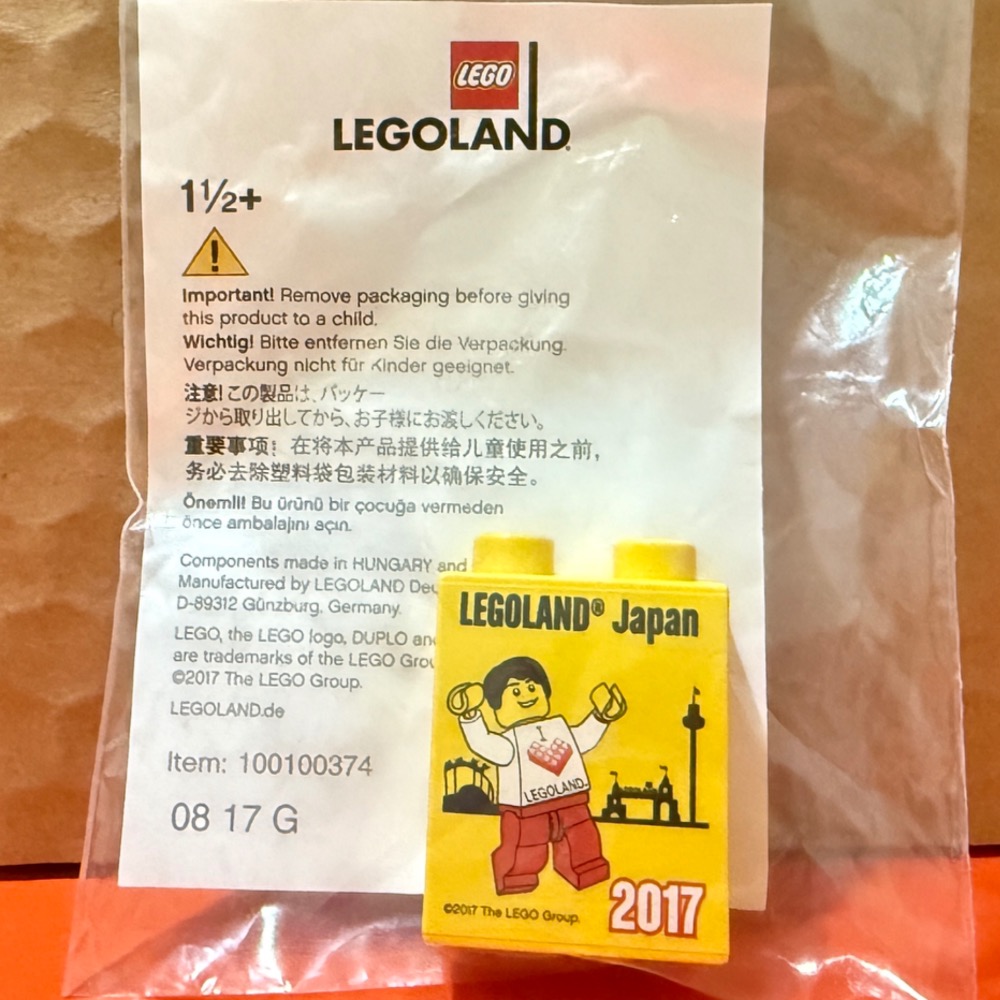 LEGO
LEGOLAND®
1½+
Important! Remove packaging before giving
this product to a child.
Wichtig! Bitte entfernen Sie die Verpackung.
Verpackung nicht für Kinder geeignet.
注意!この製品は、パッケー
ジから取り出してから、お子様にお渡しください。
重要事项：在将本产品提供给儿童使用之前，
务必去除塑料袋包装材料以确保安全。
Önemli! Bu ürünü bir çocuğa vermeden
önce ambalajını açın.
Components made in HUNGARY and
Manufactured by LEGOLAND
D-89312 Günzburg, Germany.
LEGO, the LEGO logo, DUPLO
are trademarks of the LEGO
©2017 The LEGO Group.
LEGOLAND.de
Item: 100100374
08 17 G
LEGOLAND® Japan
I
LEGOLAND.
©2017 The LEGO Group.
2017